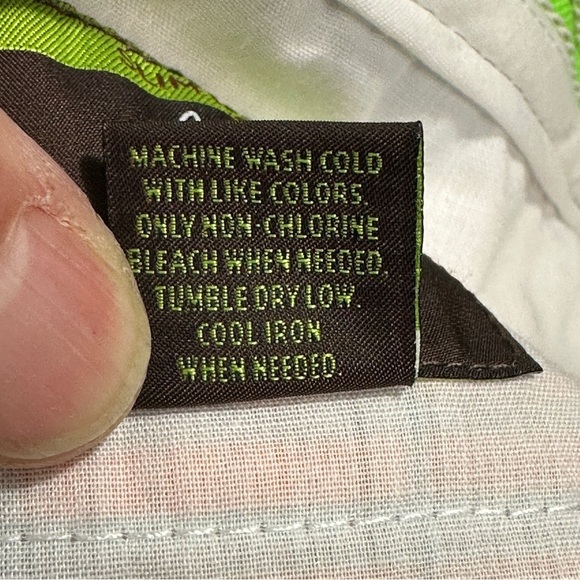 MACHINE WASH COLD
WITH LIKE COLORS.
ONLY NON-CHLORINE
BLEACH WHEN NEEDED.
TUMBLE DRY LOW.
COOL IRON
WHEN NEEDED.